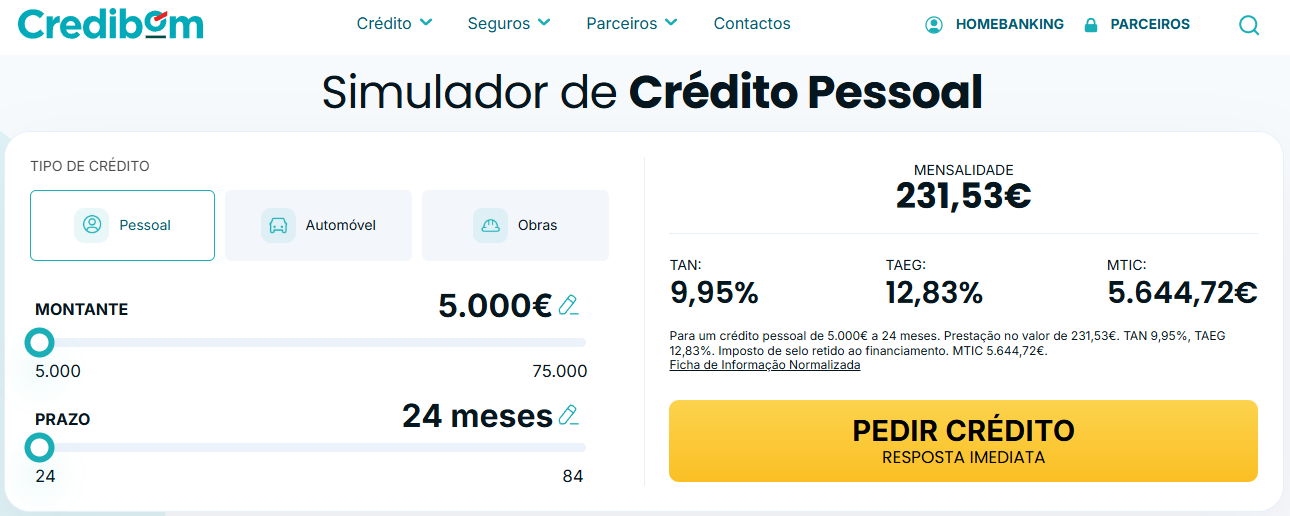 Credibom
Crédito
Seguros
Parceiros
Contactos
HOMEBANKING
PARCEIROS
Simulador de Crédito Pessoal
TIPO DE CRÉDITO
Pessoal
Automóvel
Obras
MONTANTE
5.000€
5.000
75.000
PRAZO
24 meses
24
84
MENSALIDADE
231,53€
TAN:
9,95%
TAEG:
12,83%
MTIC:
5.644,72€
Para um crédito pessoal de 5.000€ a 24 meses. Prestação no valor de 231,53€. TAN 9,95%, TAEG
12,83%. Imposto de selo retido ao financiamento. MTIC 5.644,72€.
Ficha de Informação Normalizada
PEDIR CRÉDITO
RESPOSTA IMEDIATA